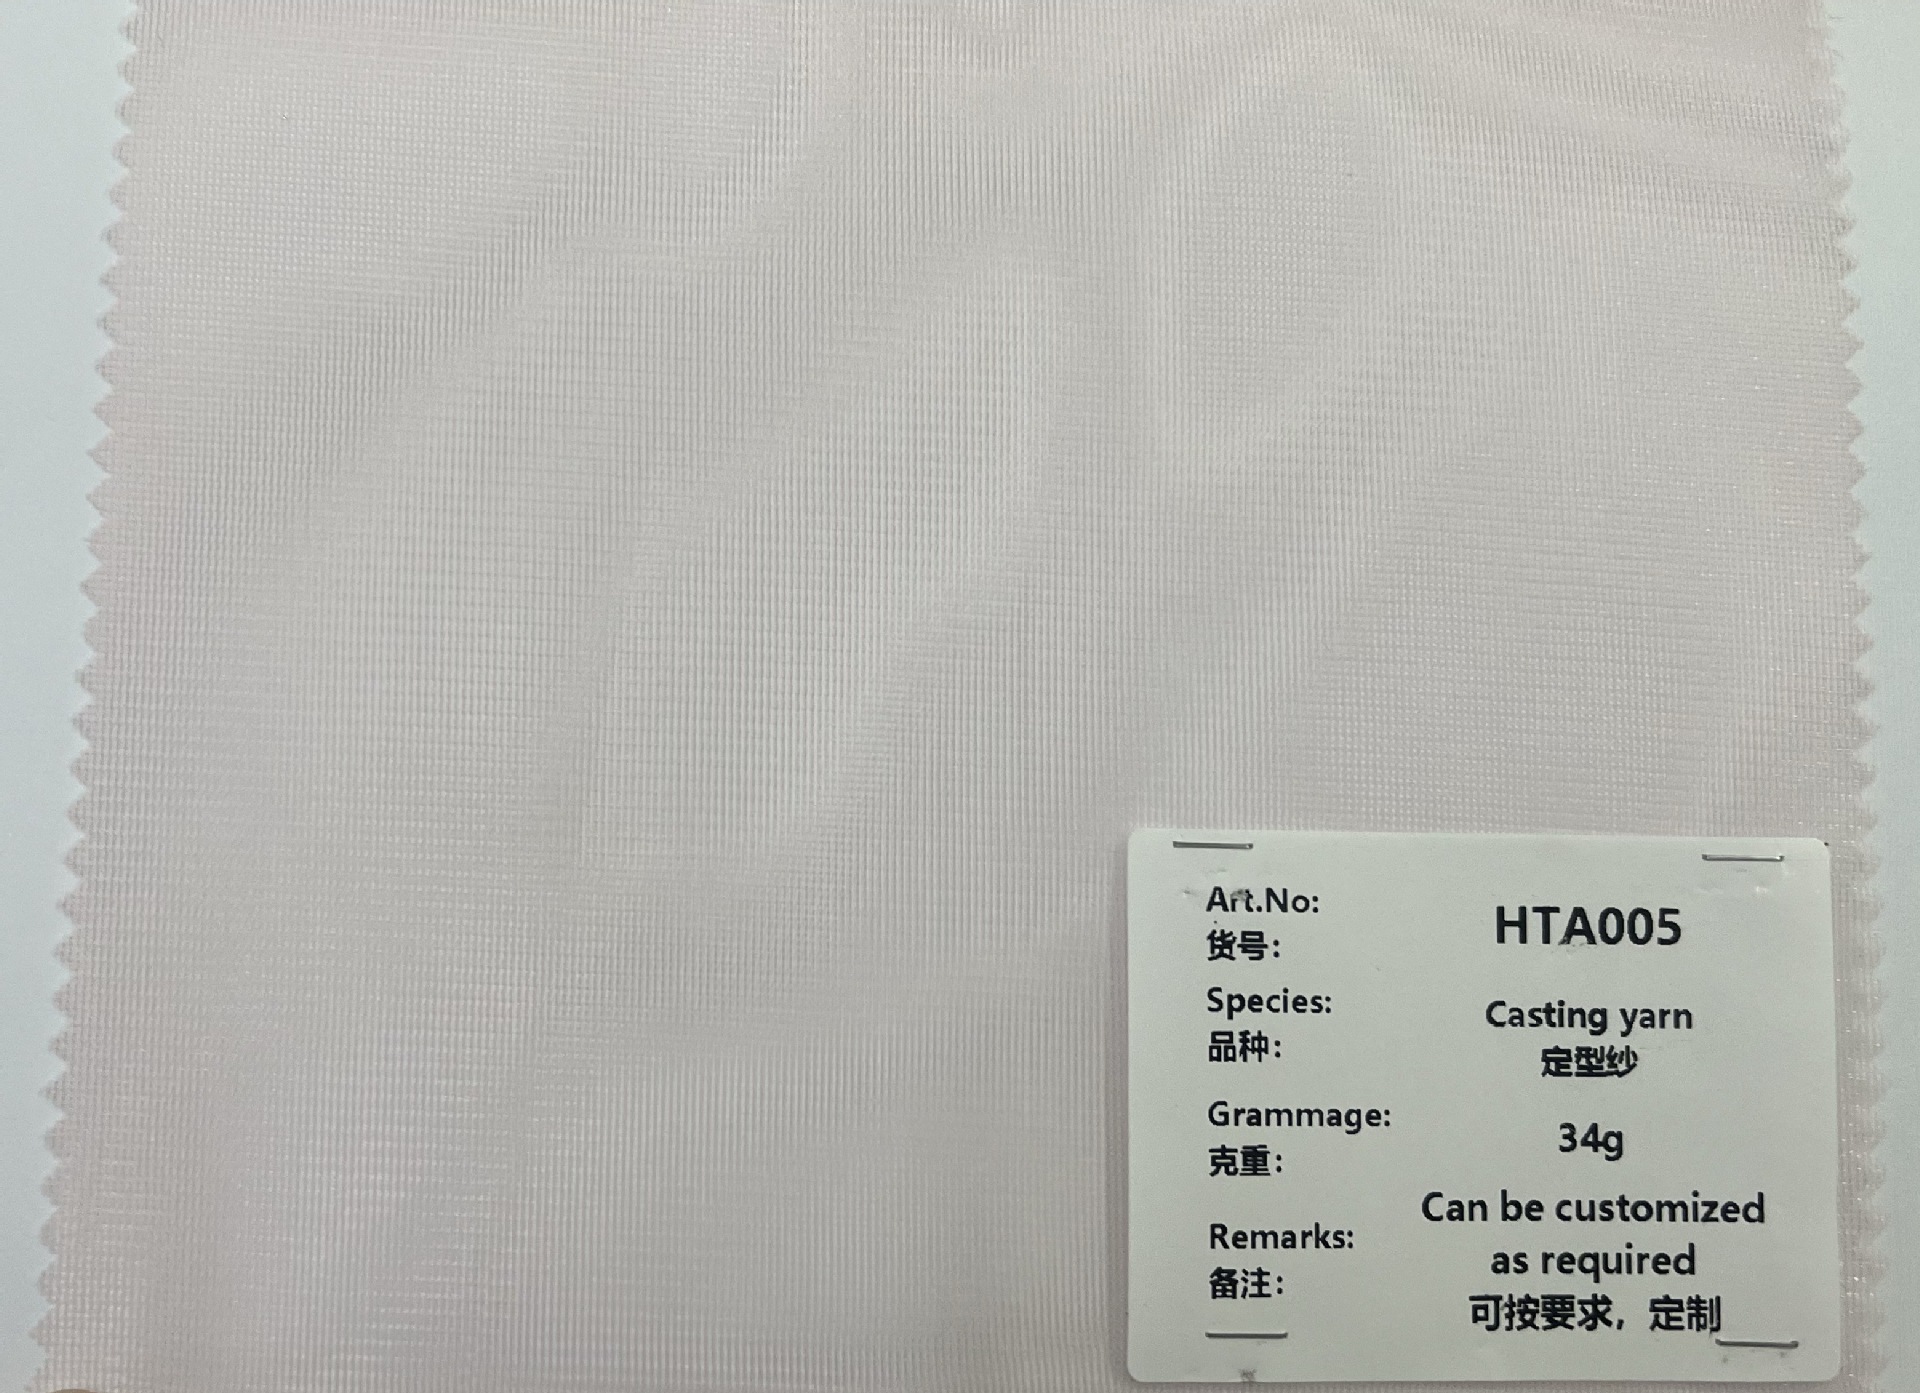 Art.No:
货号：
HTA005
Species:
品种：
Casting yarn
定型纱
Grammage:
克重：
34g
Remarks:
备注：
Can be customized
as required
可按要求，定制